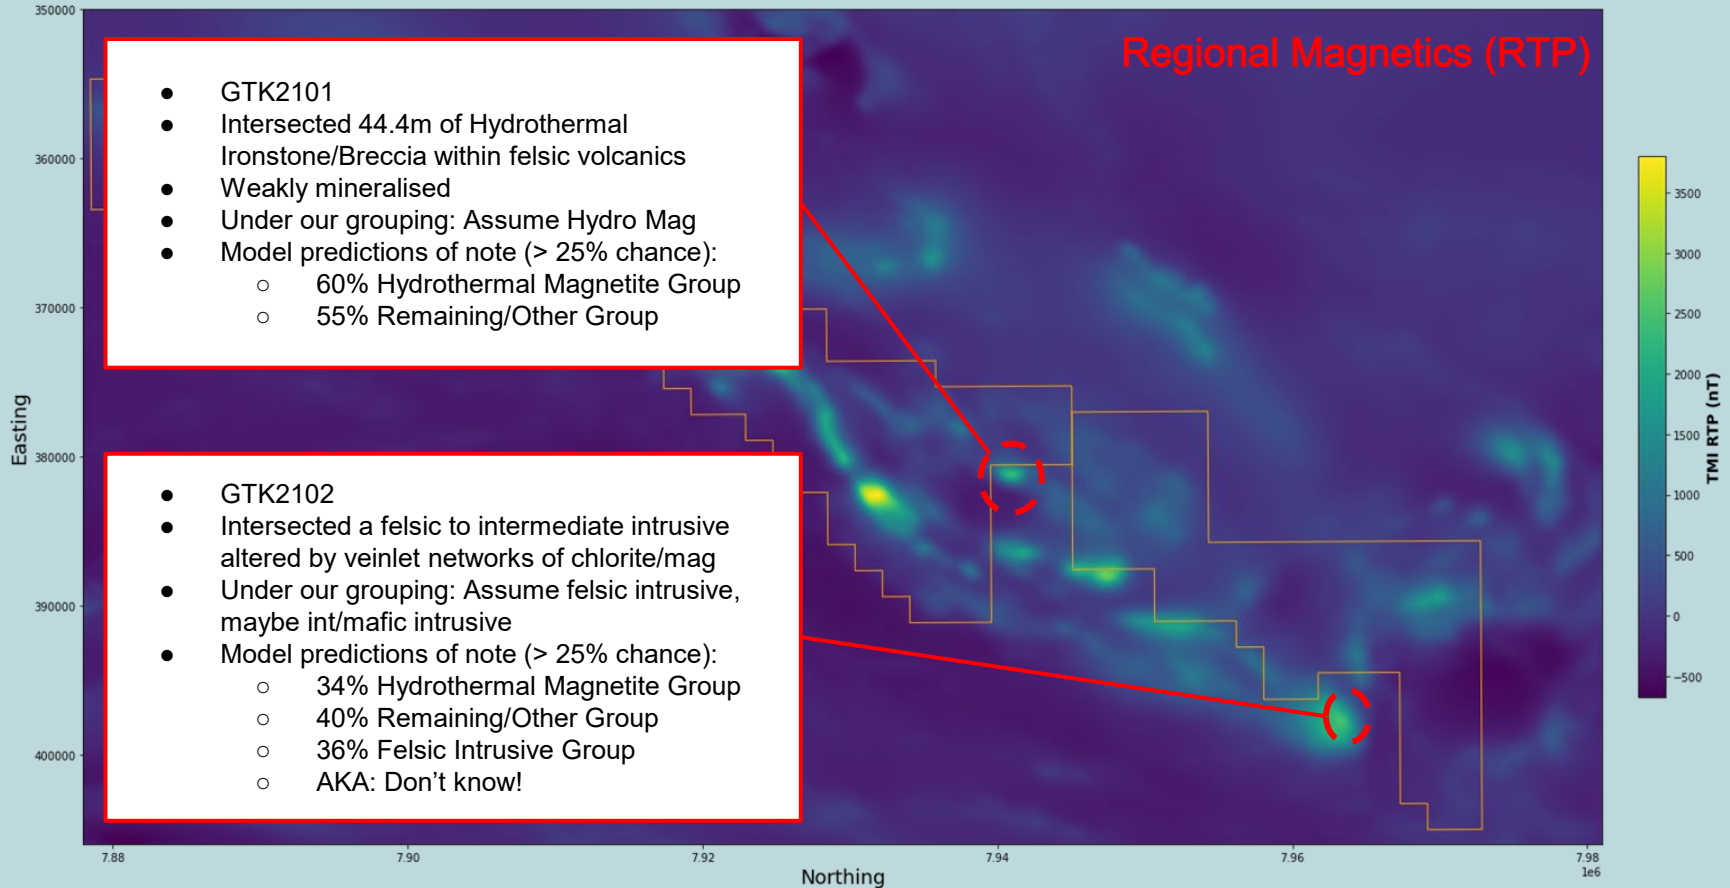 Regional Magnetics (RTP)
● GTK2101
● Intersected 44.4m of Hydrothermal
Ironstone/Breccia within felsic volcanics
● Weakly mineralised
● Under our grouping: Assume Hydro Mag
● Model predictions of note (> 25% chance):
○ 60% Hydrothermal Magnetite Group
○ 55% Remaining/Other Group
● GTK2102
● Intersected a felsic to intermediate intrusive
altered by veinlet networks of chlorite/mag
● Under our grouping: Assume felsic intrusive,
maybe int/mafic intrusive
● Model predictions of note (> 25% chance):
○ 34% Hydrothermal Magnetite Group
○ 40% Remaining/Other Group
○ 36% Felsic Intrusive Group
○ AKA: Don’t know!
Easting
350000
360000
370000
380000
390000
400000
7.88
7.90
7.92
7.94
7.96
7.98
1e6
Northing
3500
3000
2500
2000
1500
1000
500
0
−500
TMI RTP (nT)